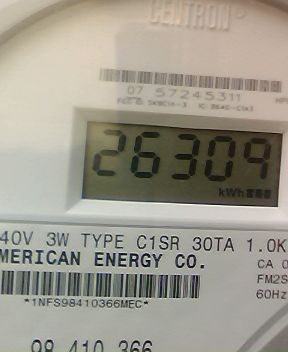 CENTRON®
07 57245311
26309
kWh
40V 3W TYPE C1SR 30TA 1.0K
MERICAN ENERGY CO.
CA 0
FM2S
60Hz
*1NFS98410366MEC*
98 410 366